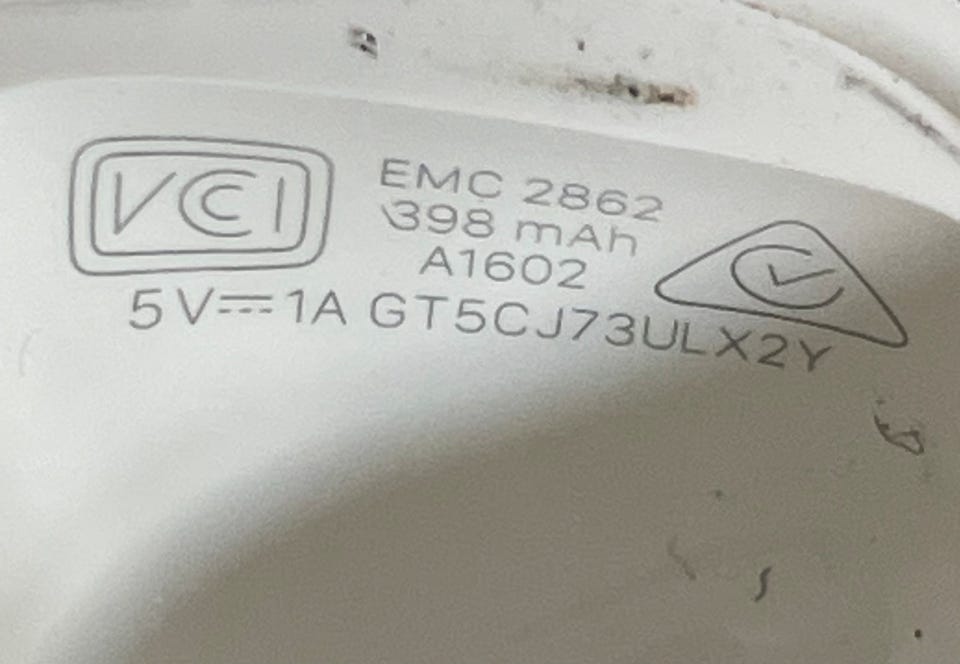 VCI
EMC 2862
398 mAh
A1602
5V⎓1A GT5CJ73ULX2Y